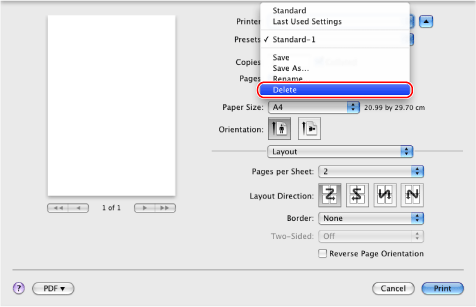 Standard
Printer:
Last Used Settings
Presets
✓ Standard-1
Copies
Save
Save As...
Pages
Rename...
Delete
Paper Size: A4 20.99 by 29.70 cm
Orientation:
Layout
Pages per Sheet: 2
Layout Direction:
1 of 1
Border: None
Two-Sided: Off
Reverse Page Orientation
? PDF▼ Cancel Print